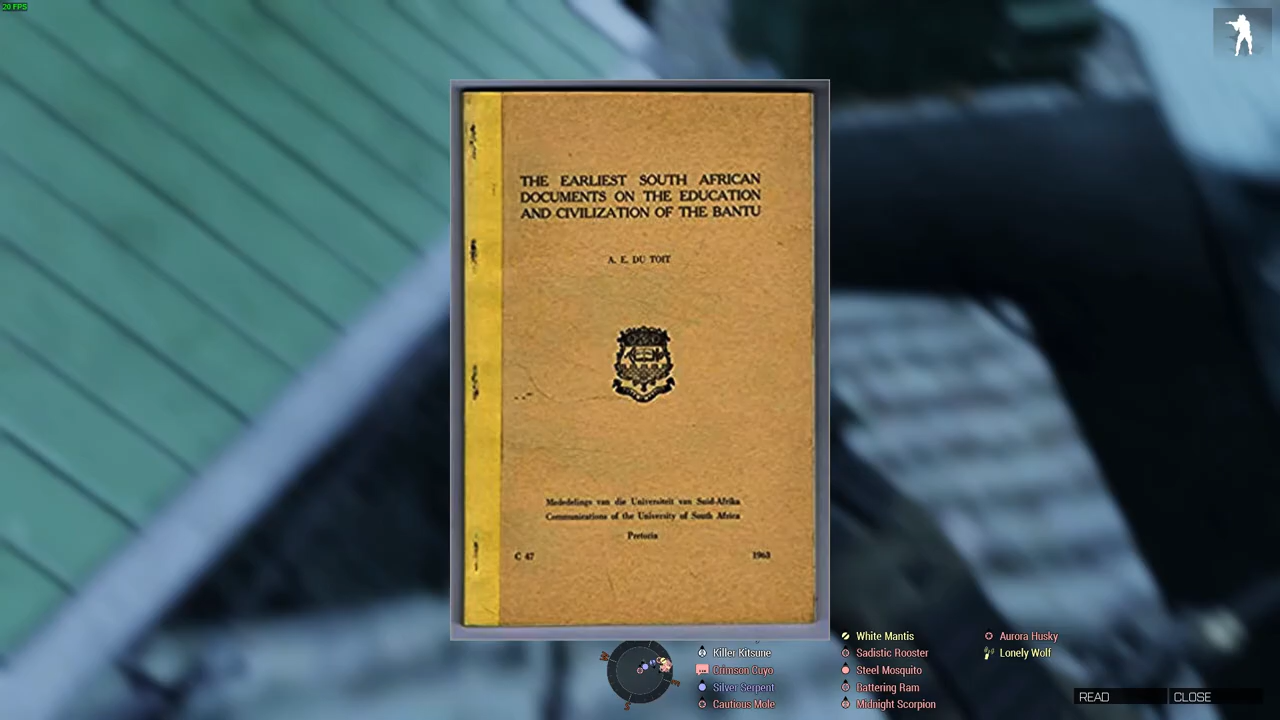 20 FPS
THE EARLIEST SOUTH AFRICAN
DOCUMENTS ON THE EDUCATION
AND CIVILIZATION OF THE BANTU
A. E. DU TOIT
Mededelings van die Universiteit van Suid-Afrika
Communications of the University of South Africa
Pretoria
C 47 1963
Killer Kitsune
Crimson Cuyo
Silver Serpent
Cautious Mole
White Mantis
Sadistic Rooster
Steel Mosquito
Battering Ram
Midnight Scorpion
Aurora Husky
Lonely Wolf
READ CLOSE